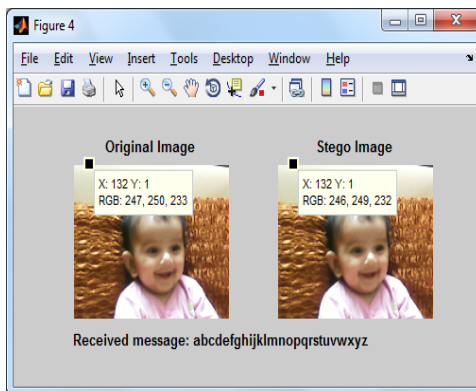 Figure 4
File Edit View Insert Tools Desktop Window Help
Original Image Stego Image
X: 132 Y: 1
RGB: 247, 250, 233
X: 132 Y: 1
RGB: 246, 249, 232
Received message: abcdefghijklmnopqrstuvwxyz